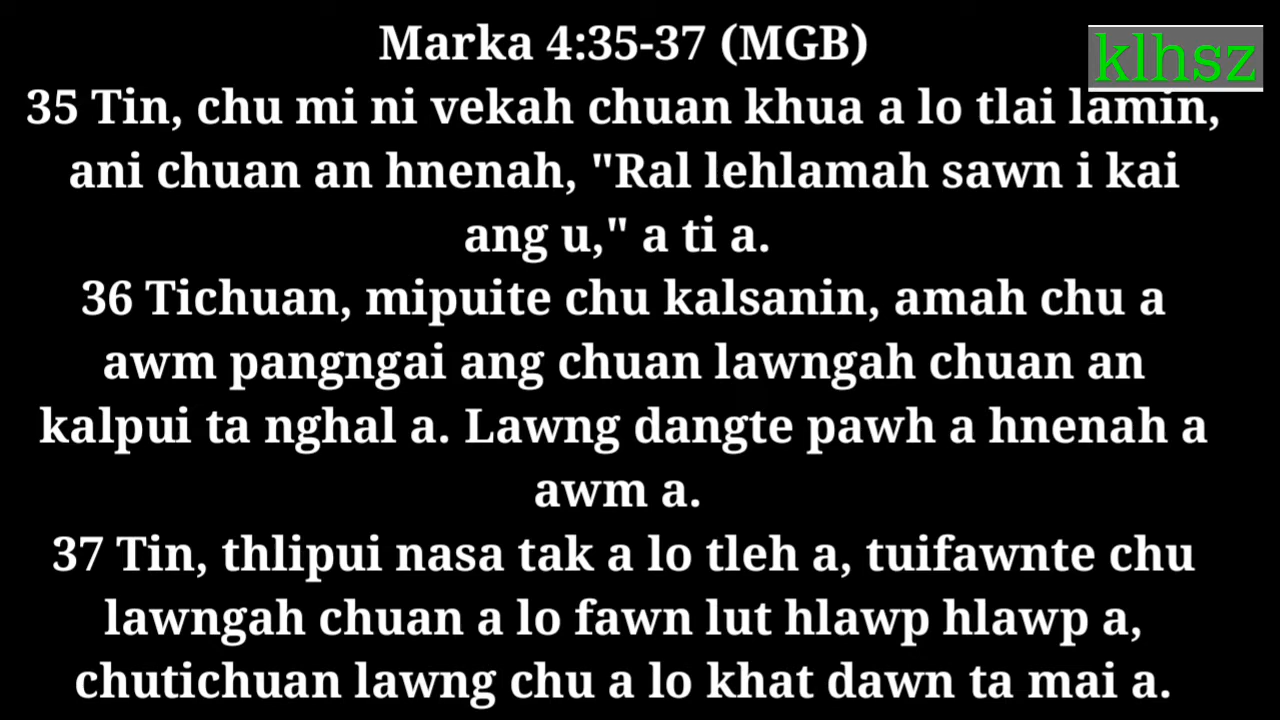 Marka 4:35-37 (MGB)
klhsz
35 Tin, chu mi ni vekah chuan khua a lo tlai lamin,
ani chuan an hnenah, "Ral lehlamah sawn i kai
ang u," a ti a.
36 Tichuan, mipuite chu kalsanin, amah chu a
awm pangngai ang chuan lawngah chuan an
kalpui ta nghal a. Lawng dangte pawh a hnenah a
awm a.
37 Tin, thlipui nasa tak a lo tleh a, tuifawnte chu
lawngah chuan a lo fawn lut hlawp hlawp a,
chutichuan lawng chu a lo khat dawn ta mai a.